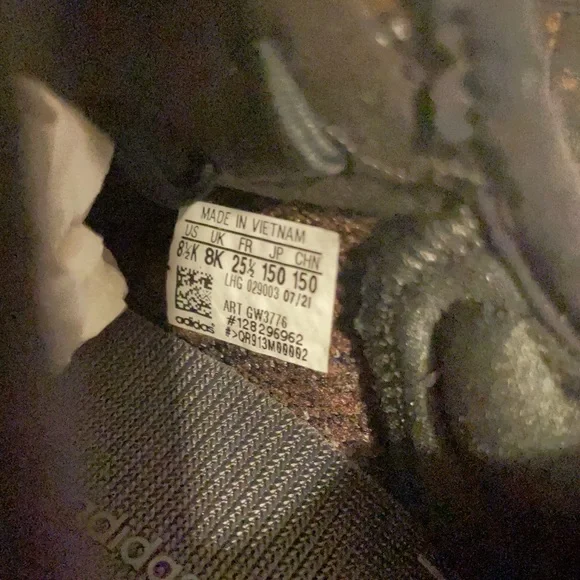 MADE IN VIETNAM
US UK FR JP CHN
8½K 8K 25½ 150 150
LHG 029003 07/21
ART GW3776
#128296962
#>QR913M00002
adidas
adidas